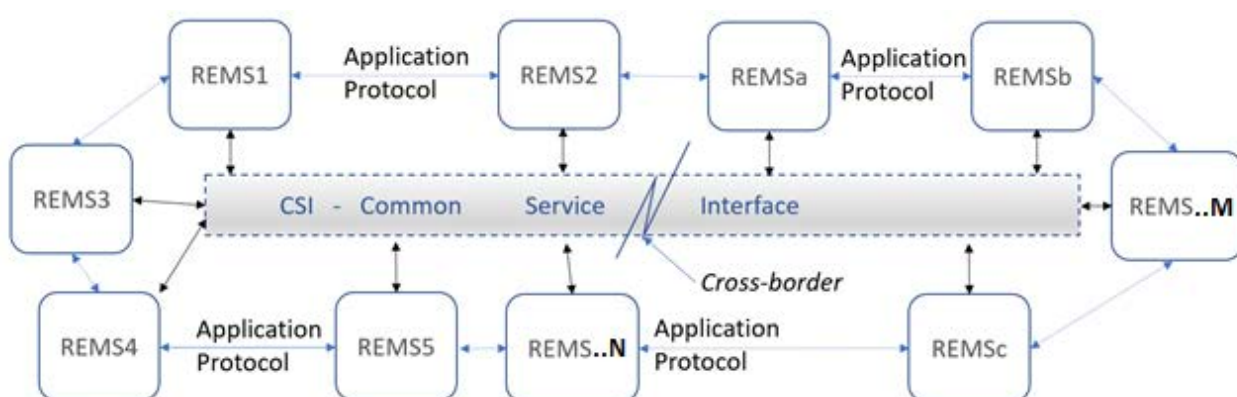 REMS1
Application
Protocol
REMS2
REMSa
Application
Protocol
REMSb
REMS3
CSI - Common Service Interface
REMS..M
Cross-border
REMS4
Application
Protocol
REMS5
REMS..N
Application
Protocol
REMSc